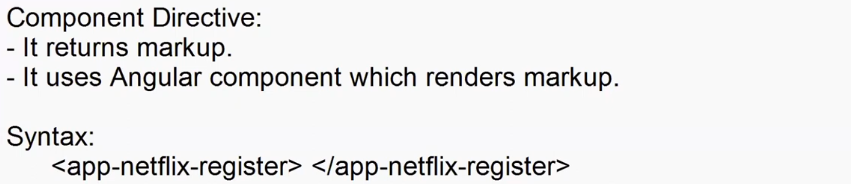 Component Directive:
- It returns markup.
- It uses Angular component which renders markup.
Syntax:
<app-netflix-register> </app-netflix-register>